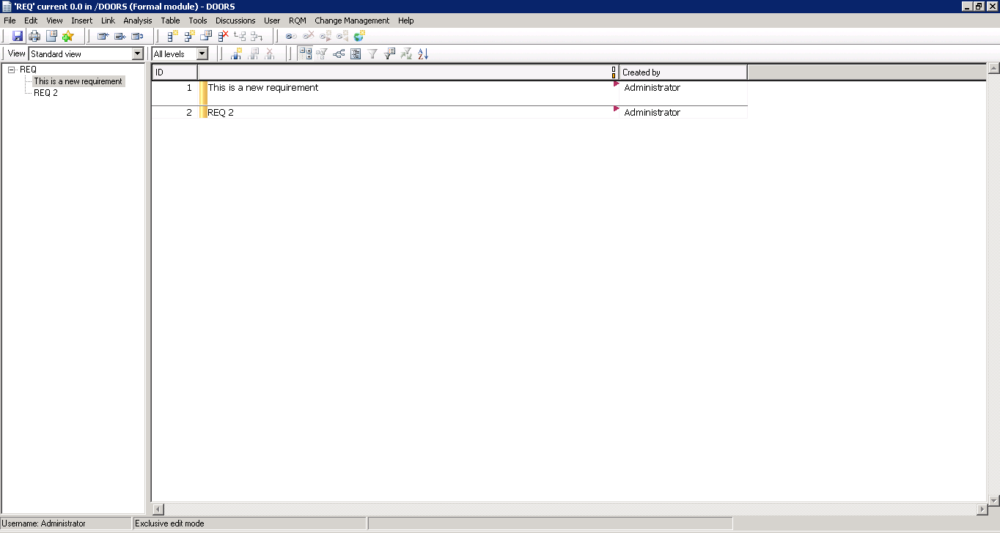 'REQ' current 0.0 in /DOORS (Formal module) - DOORS
File Edit View Insert Link Analysis Table Tools Discussions User RQM Change Management Help
View Standard view All levels
REQ
This is a new requirement
REQ 2
ID Created by
1 This is a new requirement Administrator
2 REQ 2 Administrator
Username: Administrator Exclusive edit mode